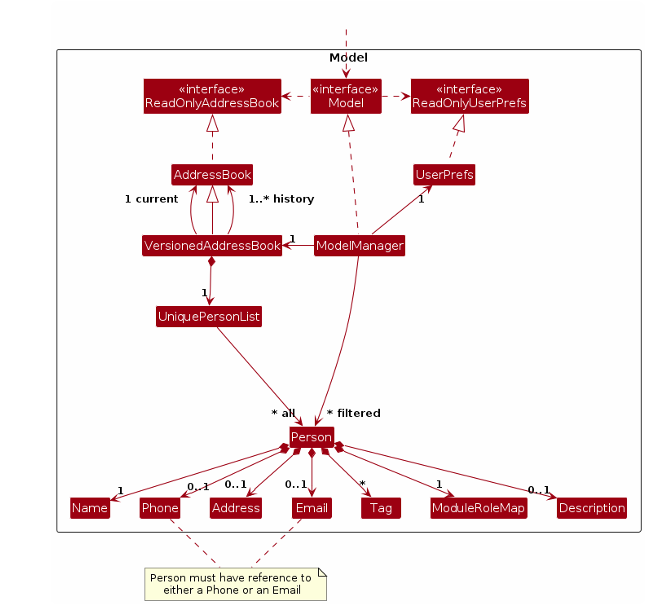 Model
«interface»
ReadOnlyAddressBook
«interface»
Model
«interface»
ReadOnlyUserPrefs
AddressBook
UserPrefs
1 current
1..* history
1
VersionedAddressBook
1
ModelManager
1
UniquePersonList
* all
* filtered
Person
1
0..1
0..1
0..1
*
1
0..1
Name
Phone
Address
Email
Tag
ModuleRoleMap
Description
Person must have reference to
either a Phone or an Email